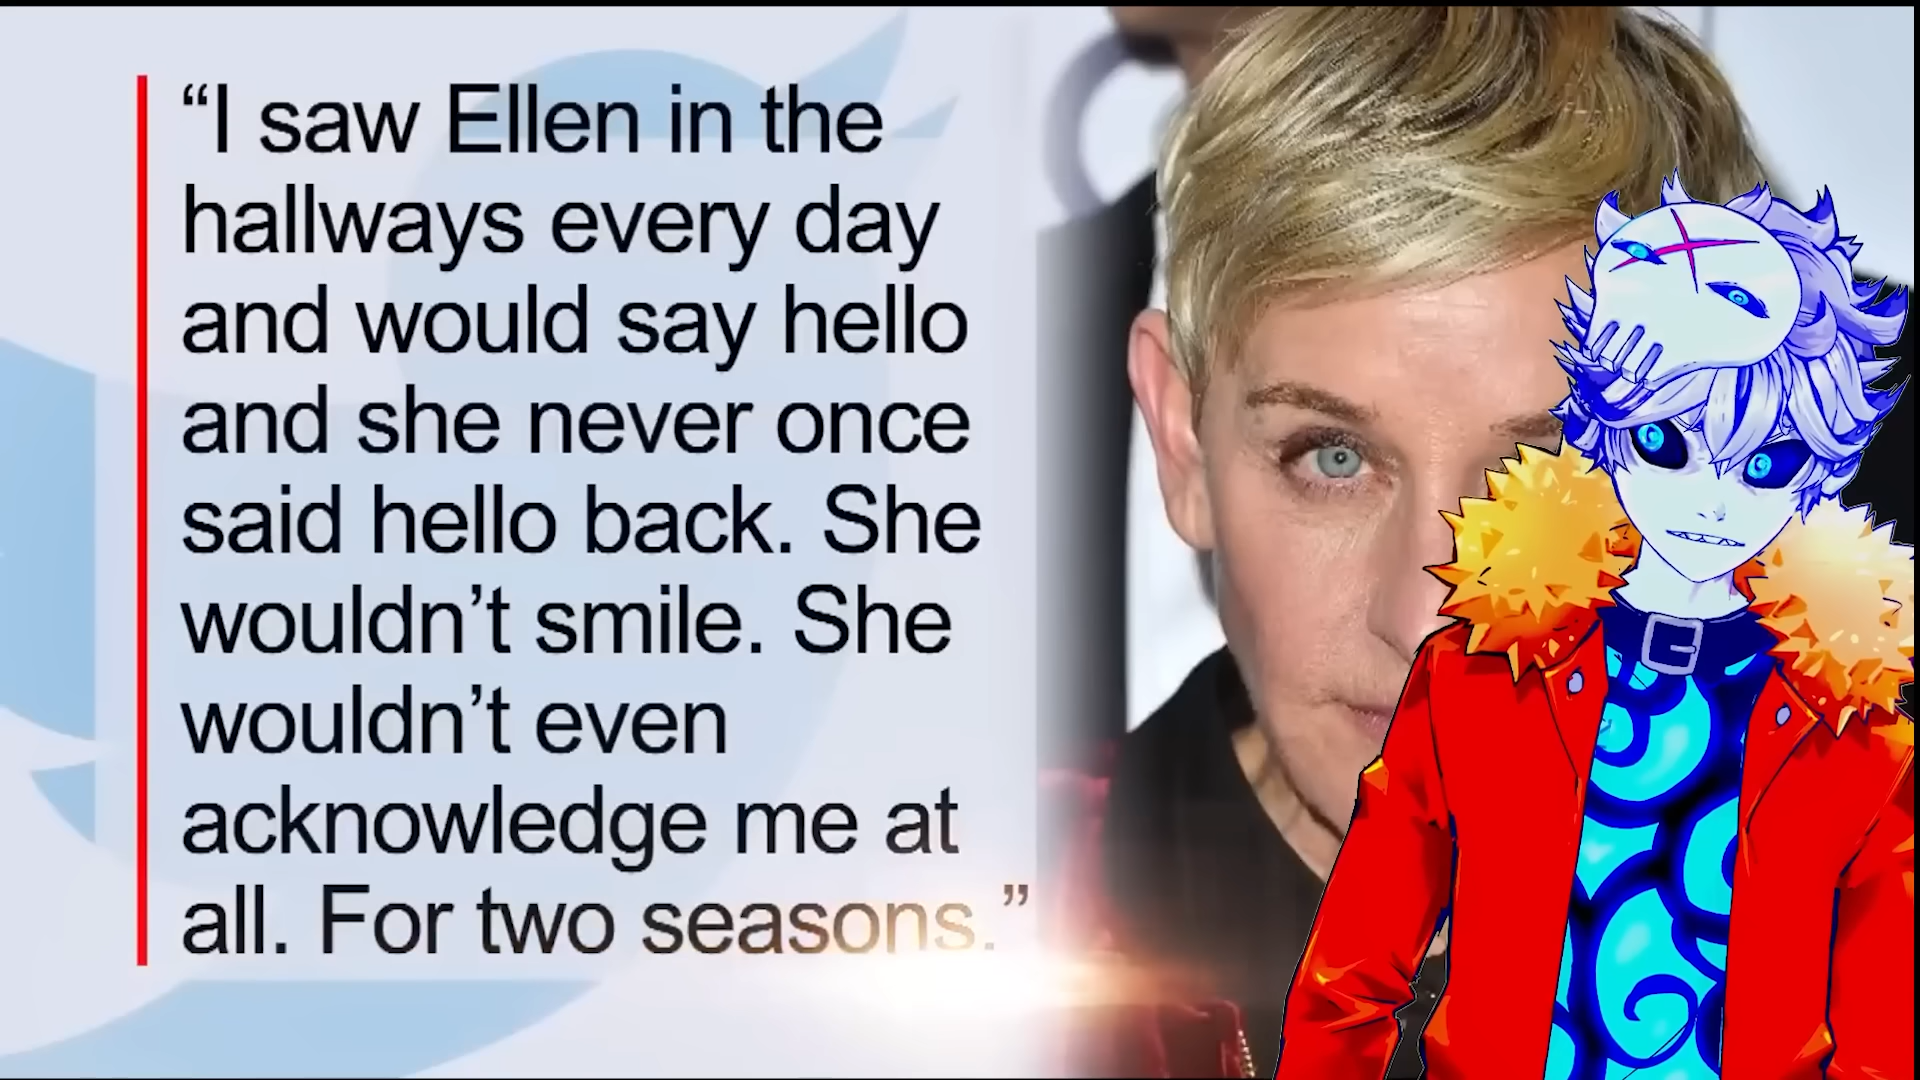 “I saw Ellen in the
hallways every day
and would say hello
and she never once
said hello back. She
wouldn’t smile. She
wouldn’t even
acknowledge me at
all. For two seasons.”